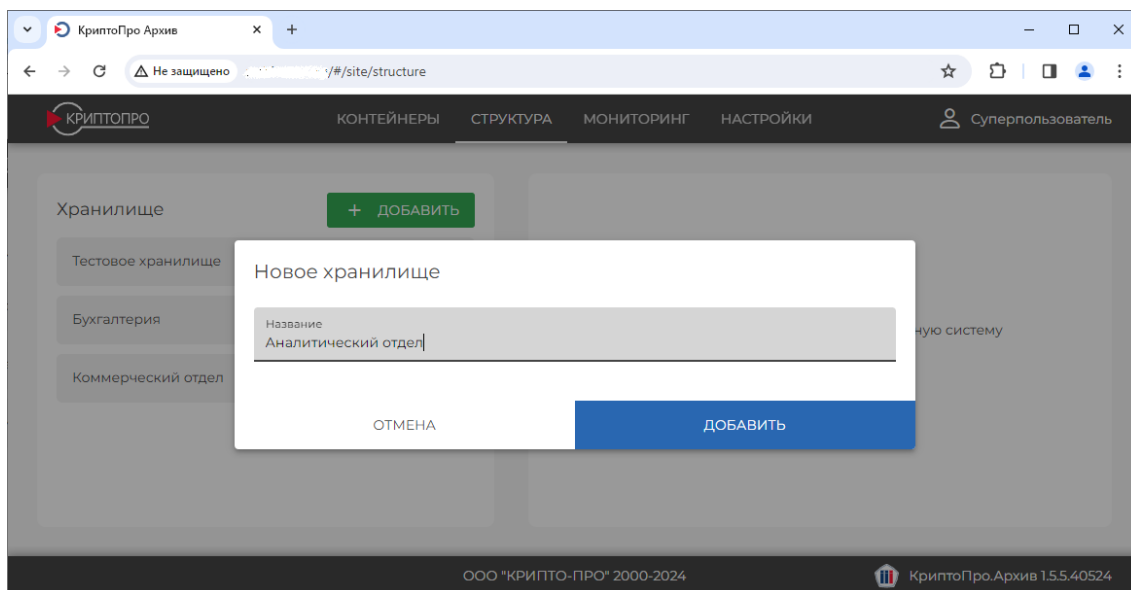 КриптоПро Архив
Не защищено /#/site/structure
КРИПТОПРО
КОНТЕЙНЕРЫ СТРУКТУРА МОНИТОРИНГ НАСТРОЙКИ Суперпользователь
Хранилище
+ ДОБАВИТЬ
Тестовое хранилище
Бухгалтерия
Коммерческий отдел
Новое хранилище
Название
Аналитический отдел
ОТМЕНА ДОБАВИТЬ
систему
ООО "КРИПТО-ПРО" 2000-2024 КриптоПро.Архив 1.5.5.40524